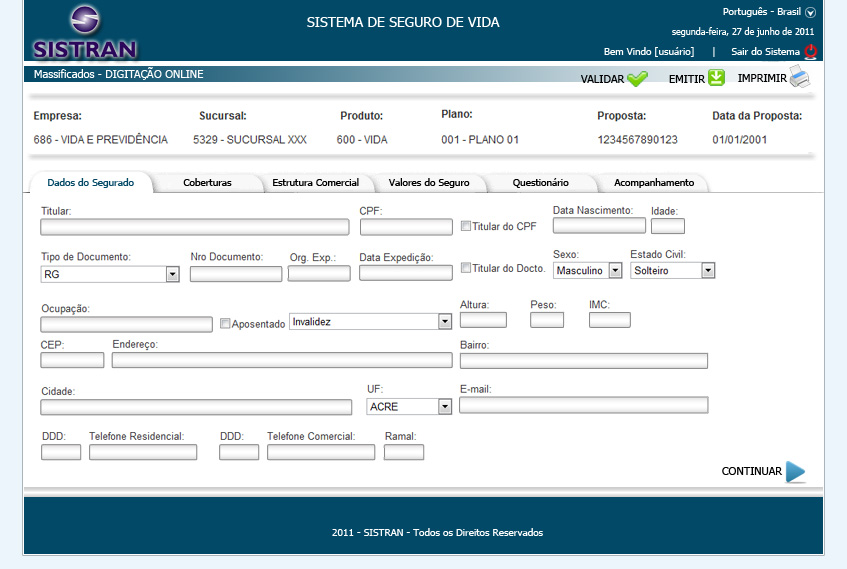 Português - Brasil
SISTEMA DE SEGURO DE VIDA
segunda-feira, 27 de junho de 2011
SISTRAN
Bem Vindo [usuário] | Sair do Sistema
Massificados - DIGITAÇÃO ONLINE
VALIDAR EMITIR IMPRIMIR
Empresa: Sucursal: Produto: Plano: Proposta: Data da Proposta:
686 - VIDA E PREVIDÊNCIA 5329 - SUCURSAL XXX 600 - VIDA 001 - PLANO 01 1234567890123 01/01/2001
Dados do Segurado Coberturas Estrutura Comercial Valores do Seguro Questionário Acompanhamento
Titular: CPF: Data Nascimento: Idade:
Titular do CPF
Tipo de Documento: Nro Documento: Org. Exp.: Data Expedição: Sexo: Estado Civil:
RG Titular do Docto. Masculino Solteiro
Ocupação: Altura: Peso: IMC:
Aposentado Invalidez
CEP: Endereço: Bairro:
Cidade: UF: E-mail:
ACRE
DDD: Telefone Residencial: DDD: Telefone Comercial: Ramal:
CONTINUAR
2011 - SISTRAN - Todos os Direitos Reservados